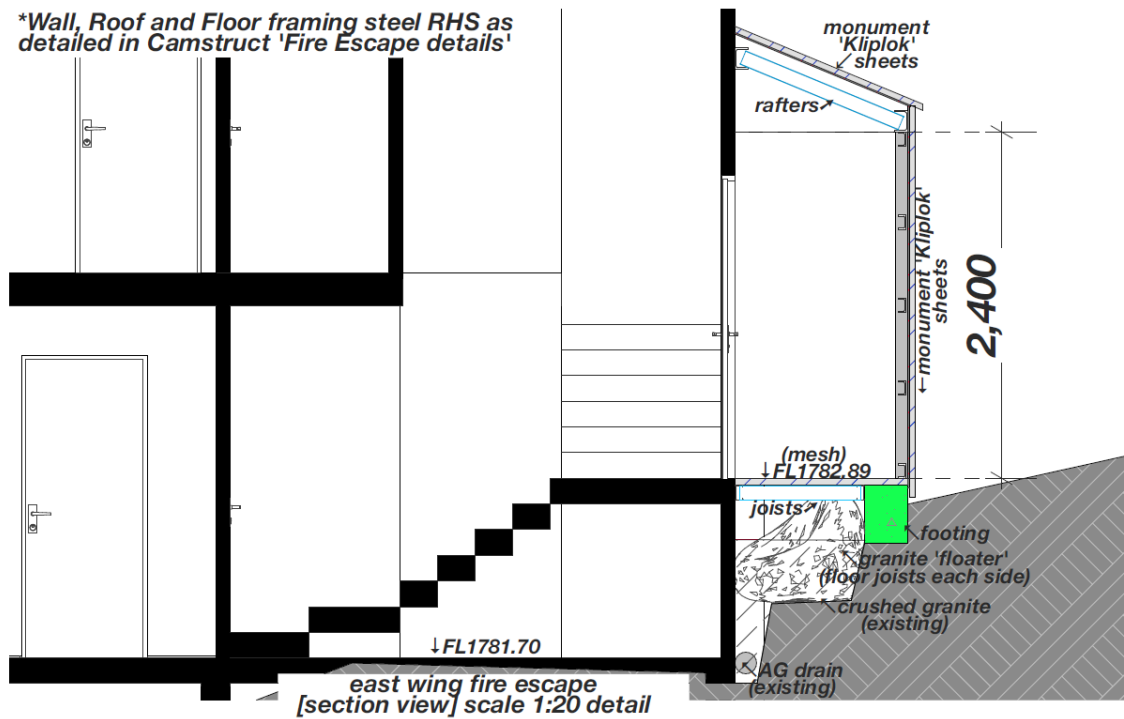 *Wall, Roof and Floor framing steel RHS as
detailed in Camstruct 'Fire Escape details'
monument
'Kliplok'
sheets
rafters
monument 'Kliplok'
sheets
2,400
(mesh)
↓FL1782.89
joists
footing
granite 'floater'
(floor joists each side)
crushed granite
(existing)
↓FL1781.70
AG drain
(existing)
east wing fire escape
[section view] scale 1:20 detail